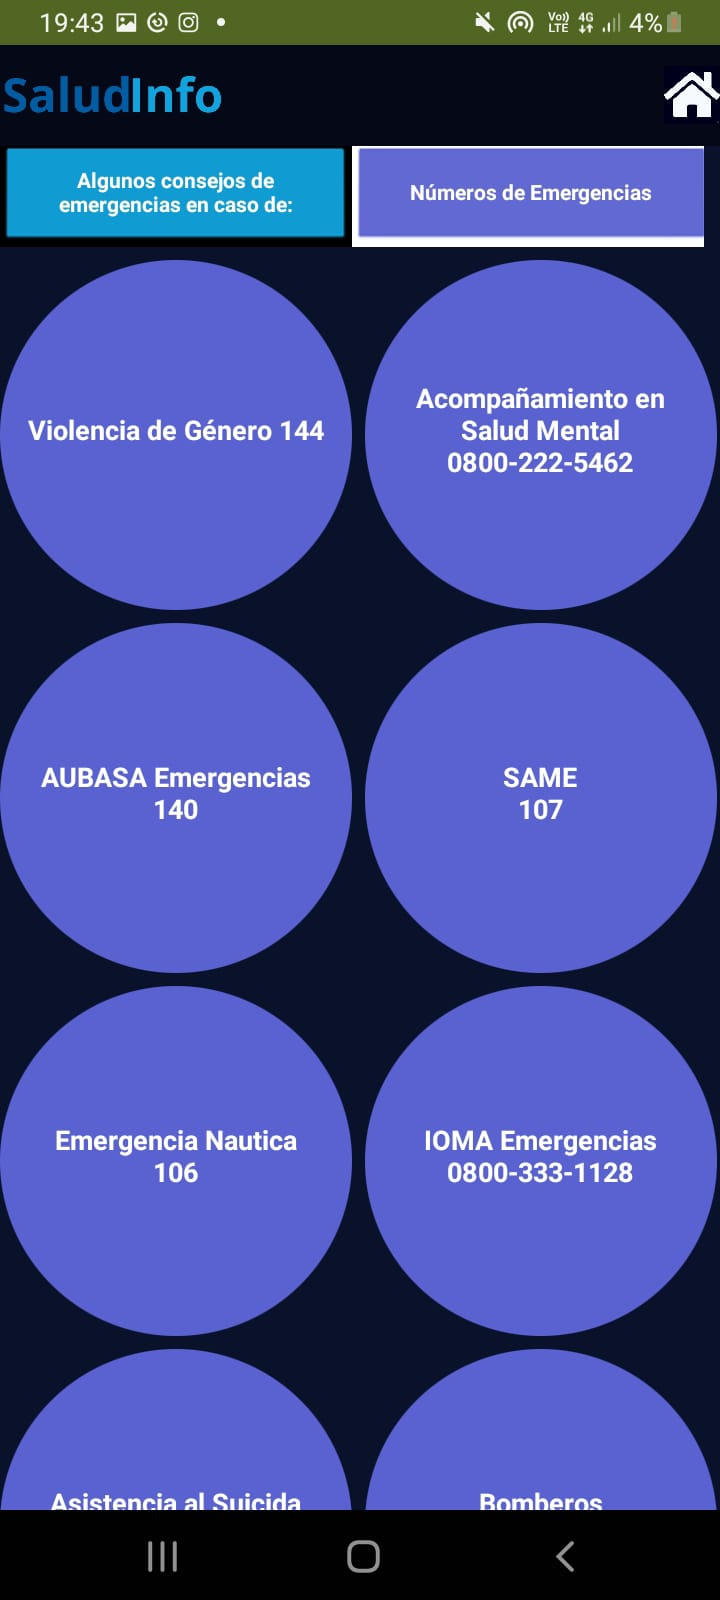 19:43
Vo)) LTE 4G 4%
SaludInfo
Algunos consejos de
emergencias en caso de:
Números de Emergencias
Violencia de Género 144
Acompañamiento en
Salud Mental
0800-222-5462
AUBASA Emergencias
140
SAME
107
Emergencia Nautica
106
IOMA Emergencias
0800-333-1128
Asistencia al Suicida
Bomberos